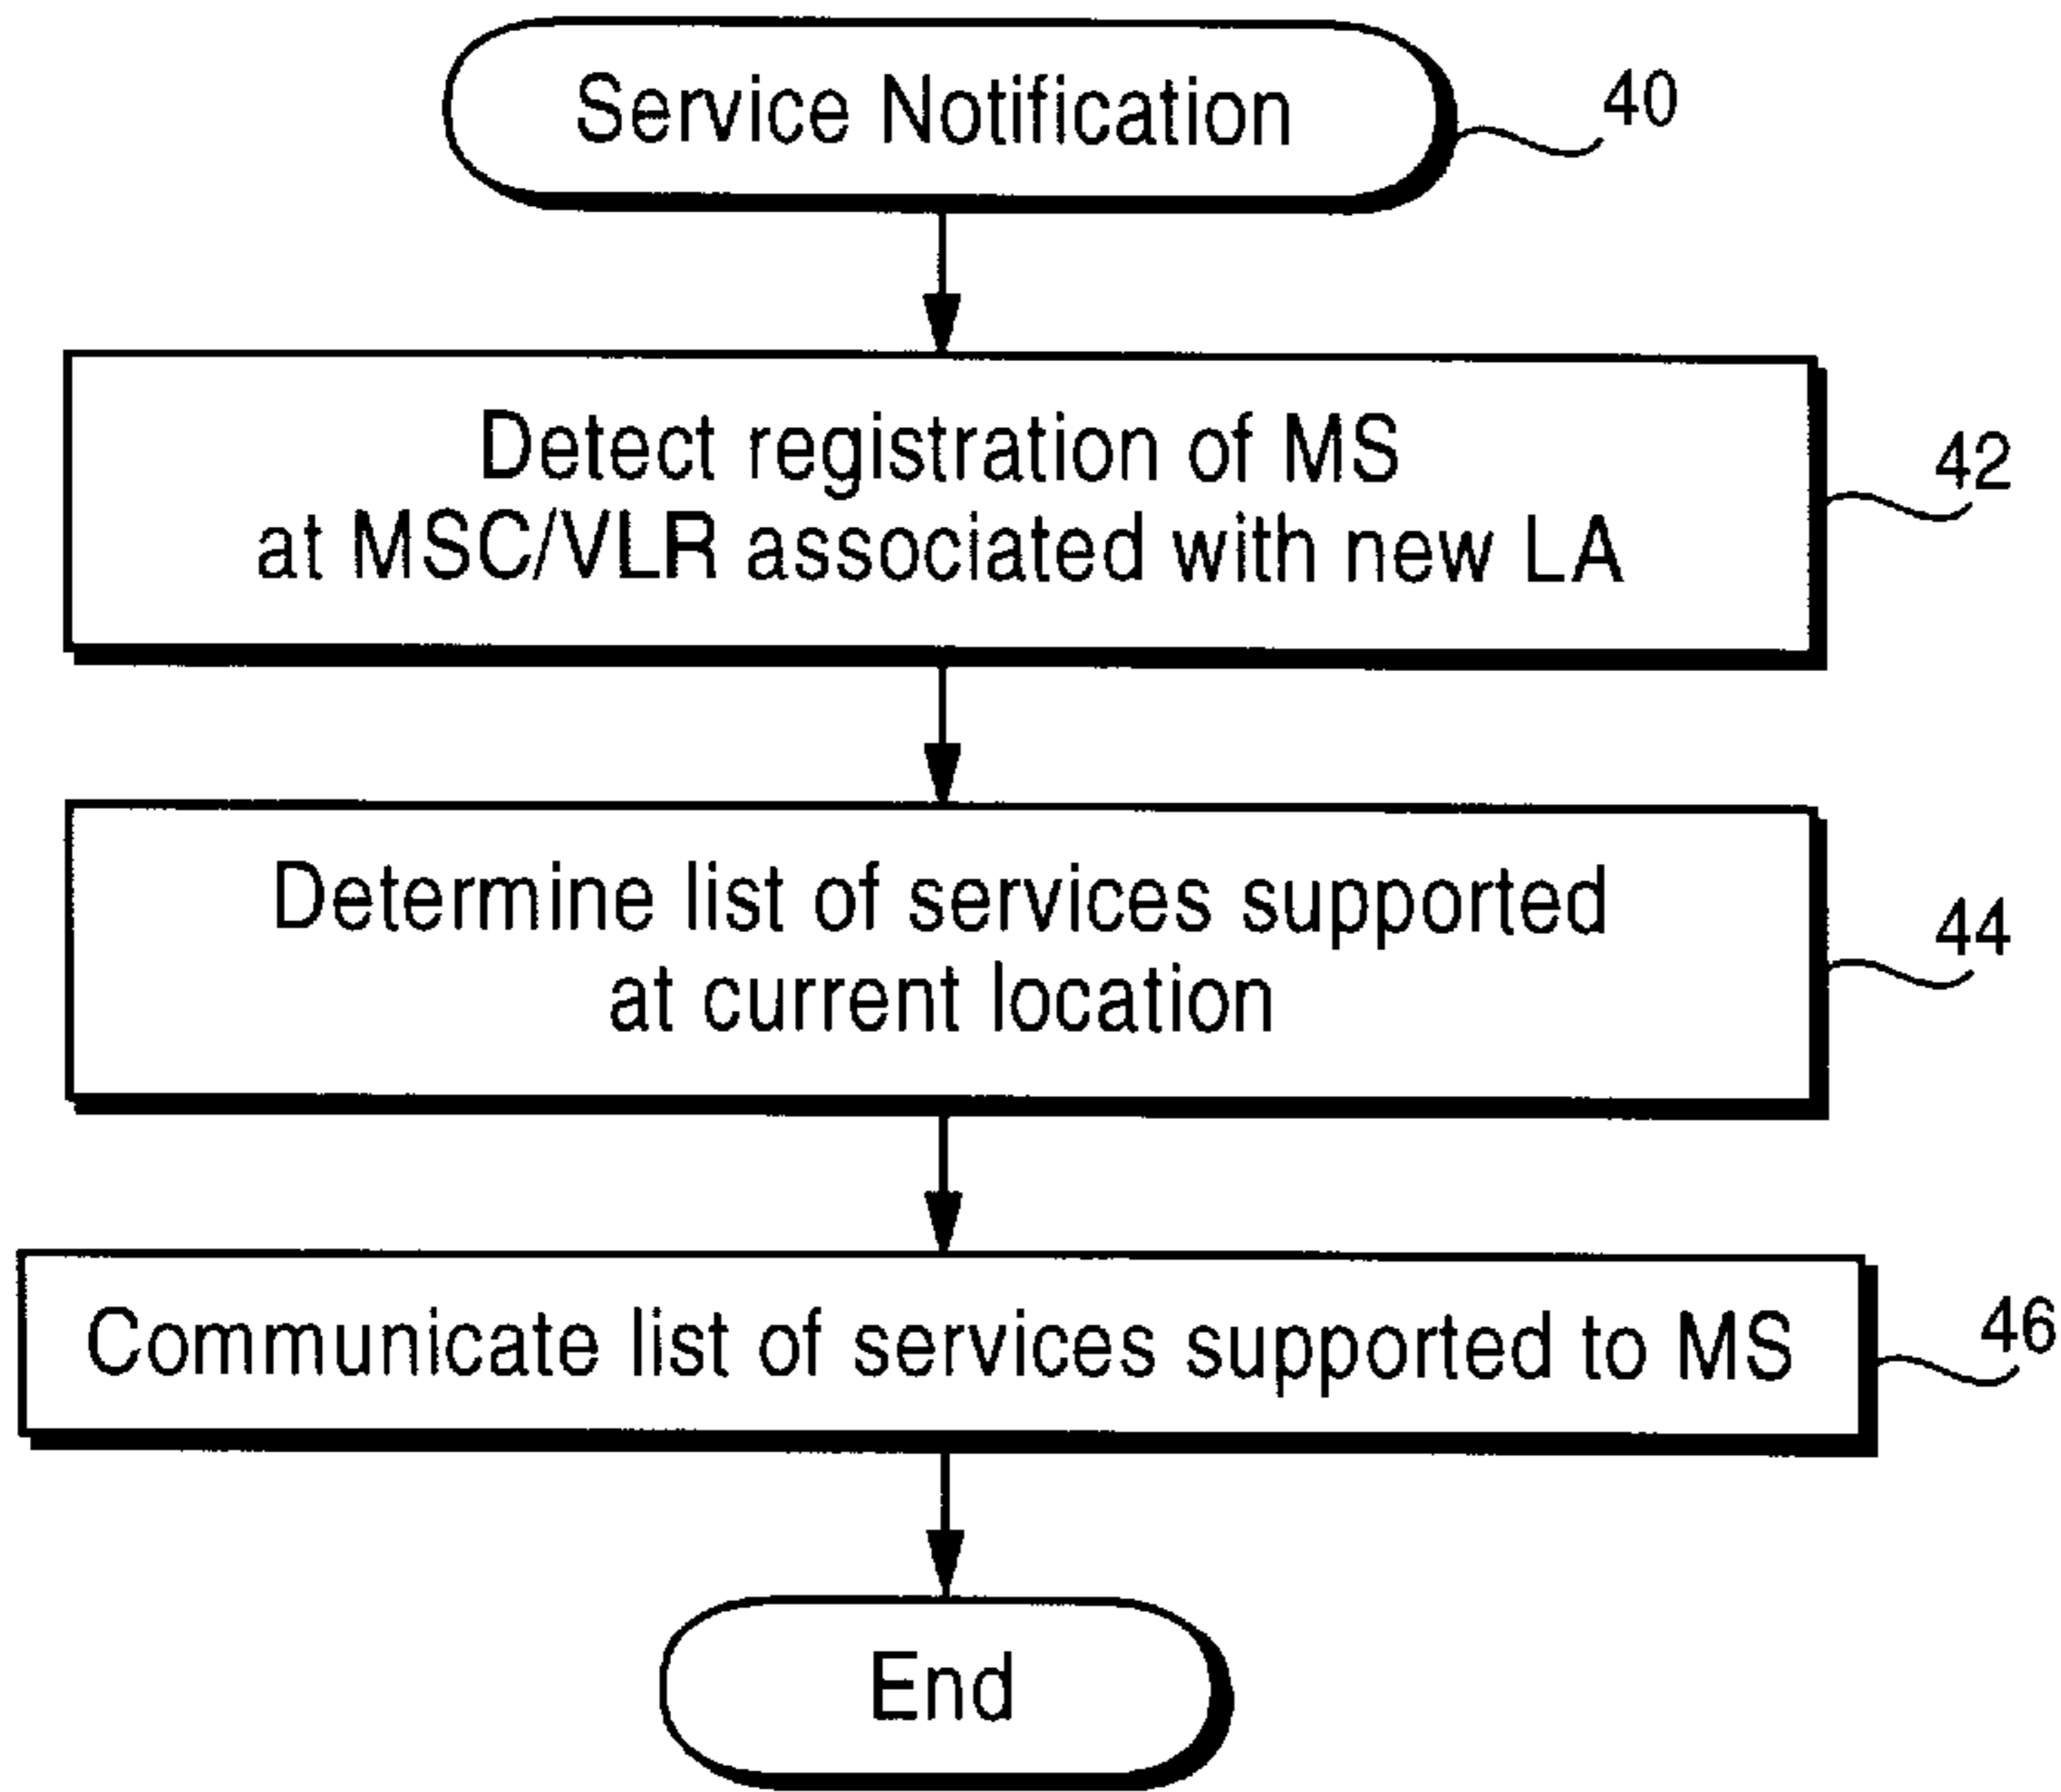 Service Notification
40
Detect registration of MS
at MSC/VLR associated with new LA
42
Determine list of services supported
at current location
44
Communicate list of services supported to MS
46
End